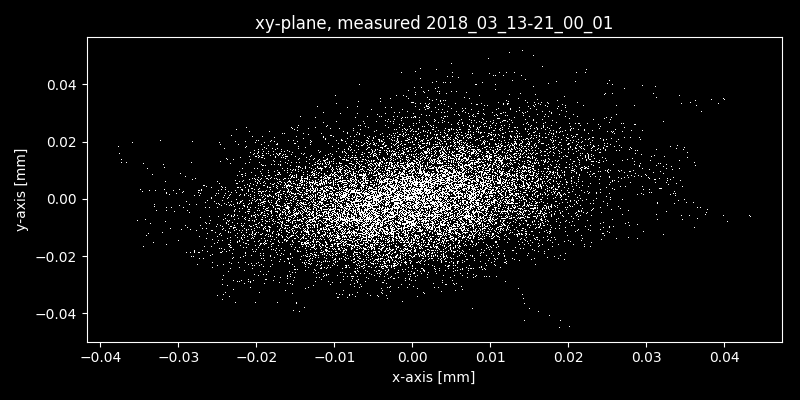 xy-plane, measured 2018_03_13-21_00_01
y-axis [mm]
0.04
0.02
0.00
−0.02
−0.04
−0.04 −0.03 −0.02 −0.01 0.00 0.01 0.02 0.03 0.04
x-axis [mm]